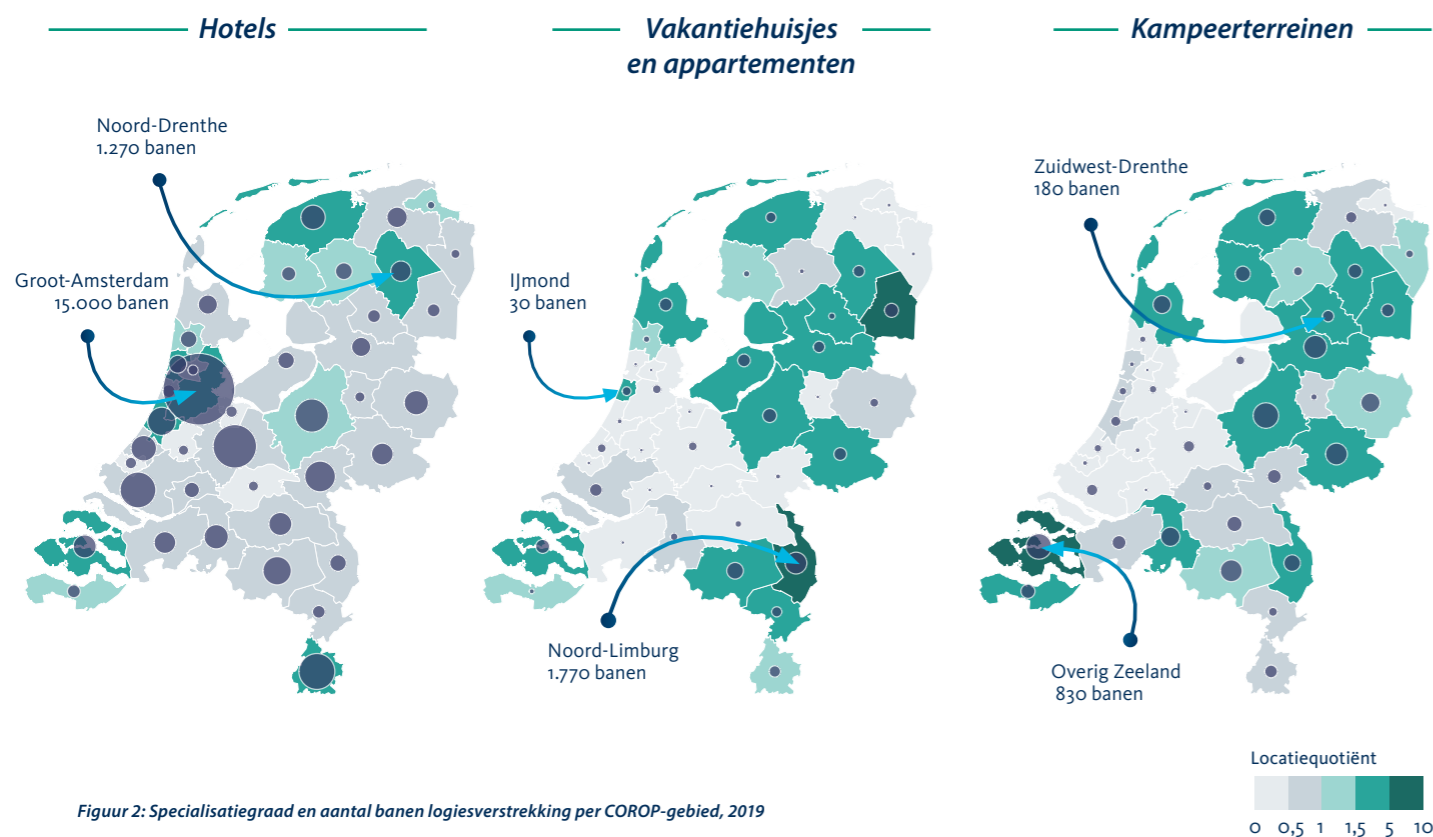 Hotels
Vakantiehuisjes
en appartementen
Kampeerterreinen
Noord-Drenthe
1.270 banen
Groot-Amsterdam
15.000 banen
IJmond
30 banen
Noord-Limburg
1.770 banen
Zuidwest-Drenthe
180 banen
Overig Zeeland
830 banen
Locatiequotiënt
0 0,5 1 1,5 5 10
Figuur 2: Specialisatiegraad en aantal banen logiesverstrekking per COROP-gebied, 2019